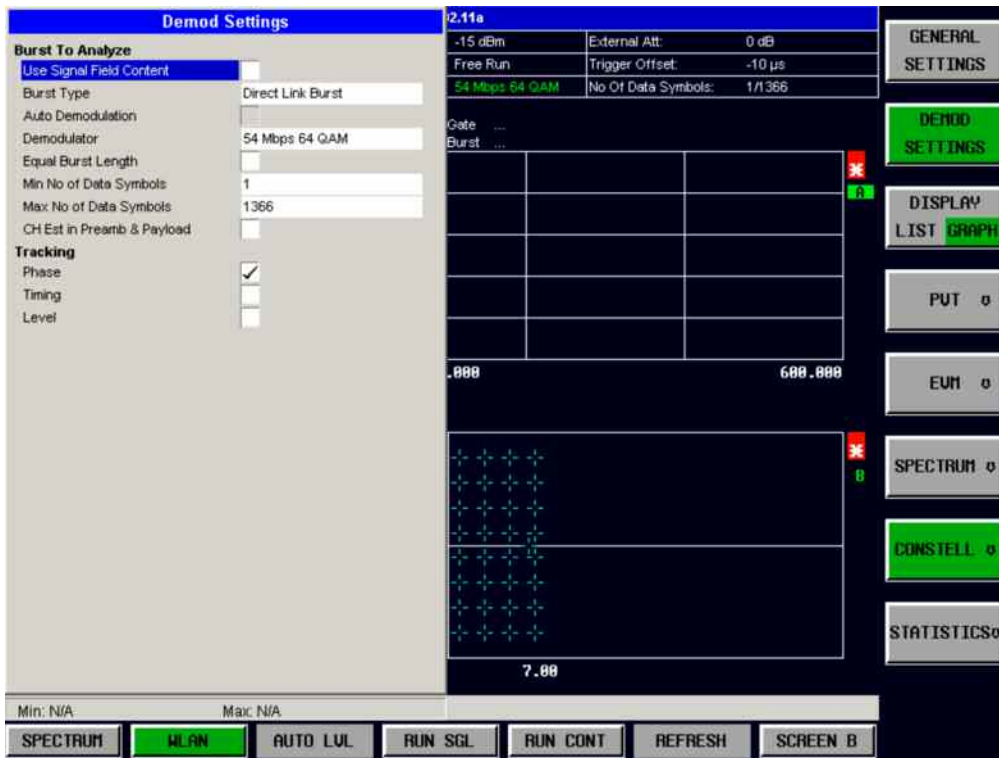 Demod Settings
Burst To Analyze
Use Signal Field Content
Burst Type Direct Link Burst
Auto Demodulation
Demodulator 54 Mbps 64 QAM
Equal Burst Length
Min No of Data Symbols 1
Max No of Data Symbols 1366
CH Est in Preamb & Payload
Tracking
Phase
Timing
Level
Min: N/A Max: N/A
02.11a
-15 dBm External Att: 0 dB
Free Run Trigger Offset: -10 µs
54 Mbps 64 QAM No Of Data Symbols: 1/1366
Gate ...
Burst ...
A
.000 600.000
B
7.00
GENERAL
SETTINGS
DEMOD
SETTINGS
DISPLAY
LIST GRAPH
PVT
EVM
SPECTRUM
CONSTELL
STATISTICS
SPECTRUM WLAN AUTO LVL RUN SGL RUN CONT REFRESH SCREEN B